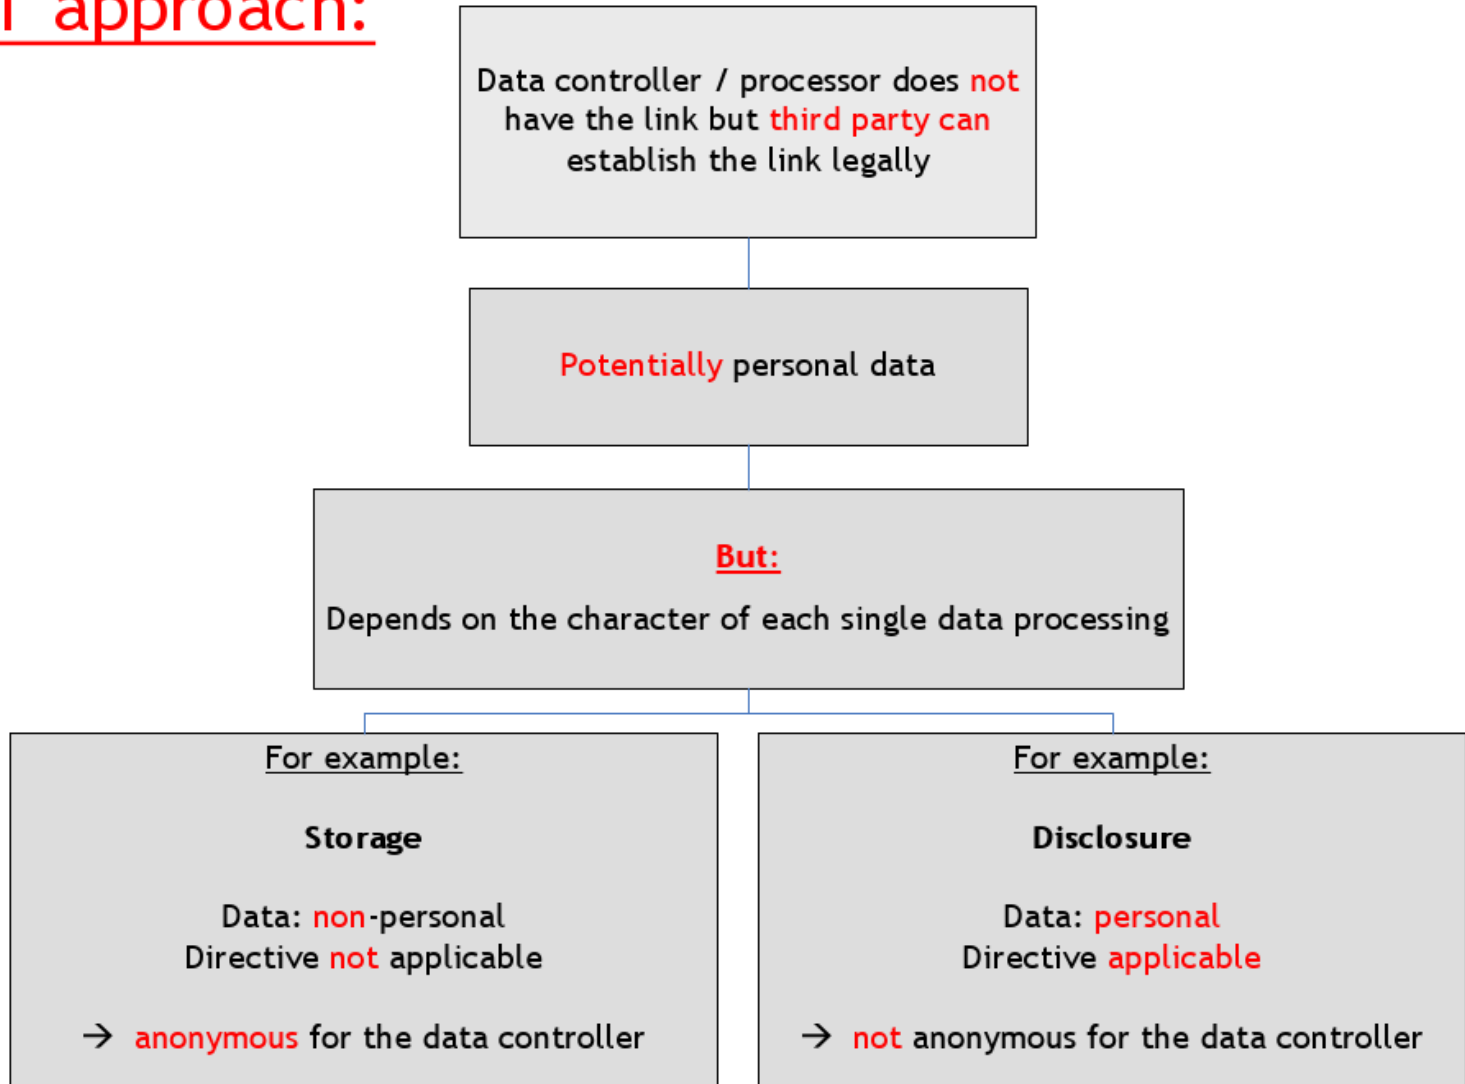 approach:
Data controller / processor does not
have the link but third party can
establish the link legally
Potentially personal data
But:
Depends on the character of each single data processing
For example:
Storage
Data: non-personal
Directive not applicable
→ anonymous for the data controller
For example:
Disclosure
Data: personal
Directive applicable
→ not anonymous for the data controller